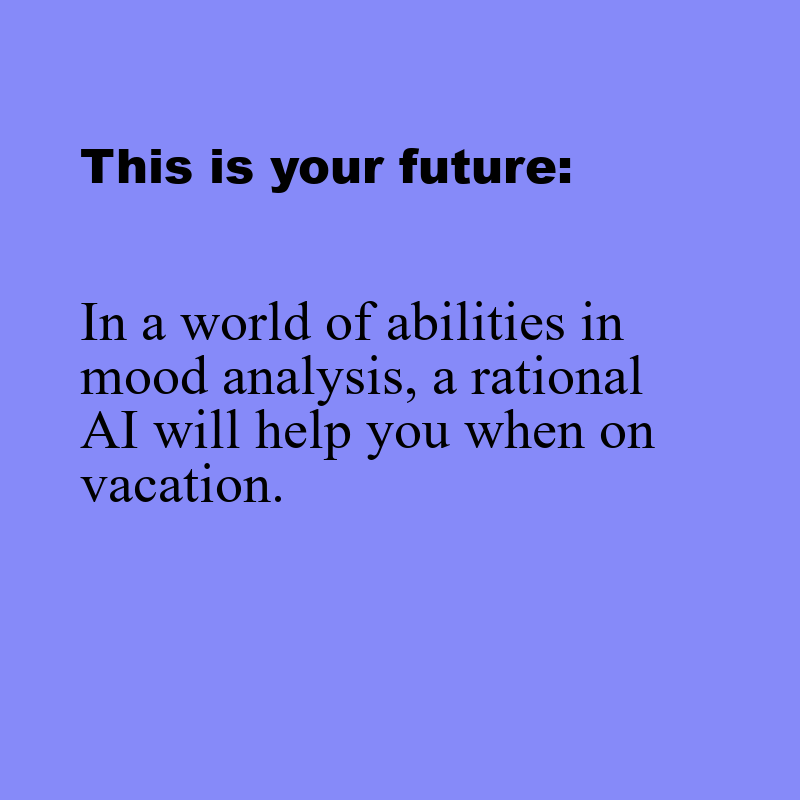 This is your future:
In a world of abilities in
mood analysis, a rational
AI will help you when on
vacation.